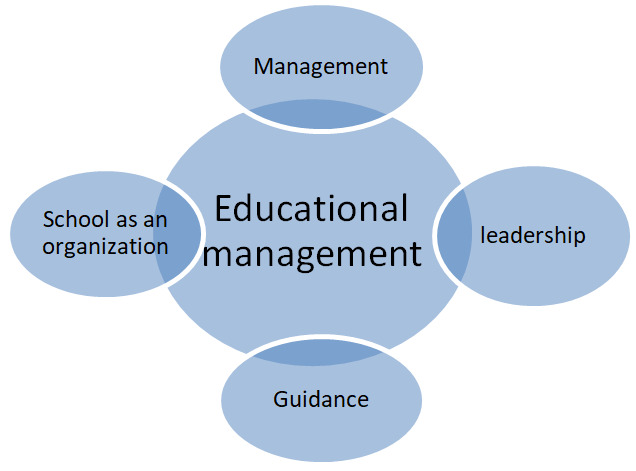 Management
School as an
organization
Educational
management
leadership
Guidance